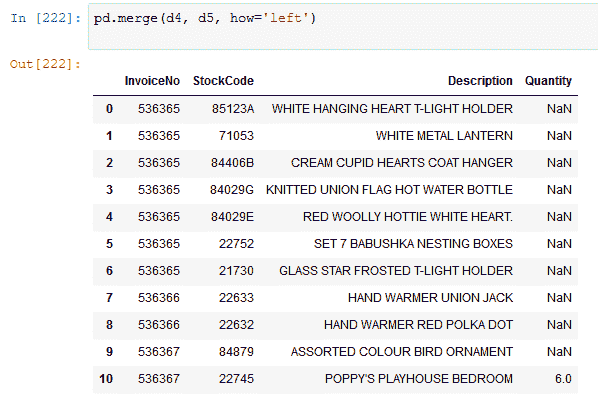 In [222]: pd.merge(d4, d5, how='left')
Out[222]:
InvoiceNo StockCode Description Quantity
0 536365 85123A WHITE HANGING HEART T-LIGHT HOLDER NaN
1 536365 71053 WHITE METAL LANTERN NaN
2 536365 84406B CREAM CUPID HEARTS COAT HANGER NaN
3 536365 84029G KNITTED UNION FLAG HOT WATER BOTTLE NaN
4 536365 84029E RED WOOLLY HOTTIE WHITE HEART. NaN
5 536365 22752 SET 7 BABUSHKA NESTING BOXES NaN
6 536365 21730 GLASS STAR FROSTED T-LIGHT HOLDER NaN
7 536366 22633 HAND WARMER UNION JACK NaN
8 536366 22632 HAND WARMER RED POLKA DOT NaN
9 536367 84879 ASSORTED COLOUR BIRD ORNAMENT NaN
10 536367 22745 POPPY'S PLAYHOUSE BEDROOM 6.0